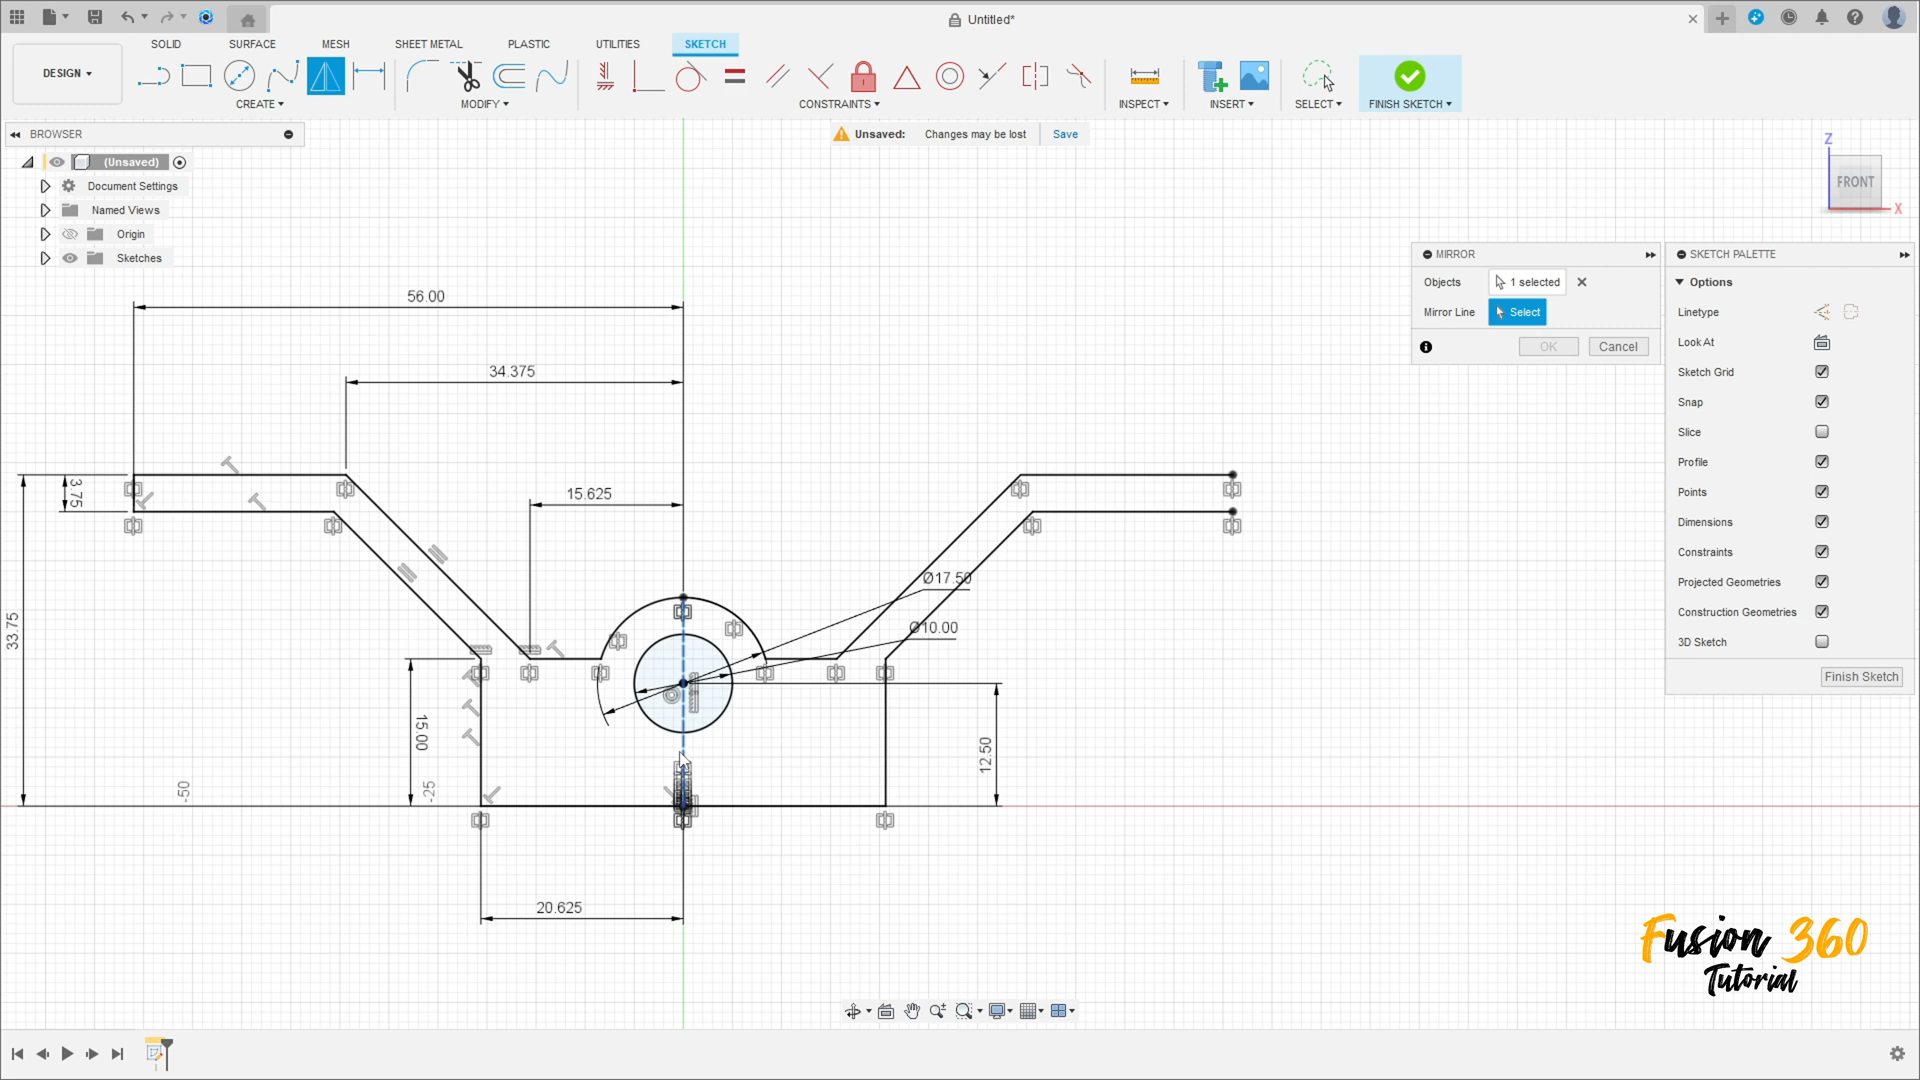 Untitled*
SOLID SURFACE MESH SHEET METAL PLASTIC UTILITIES SKETCH
DESIGN
CREATE MODIFY CONSTRAINTS INSPECT INSERT SELECT FINISH SKETCH
BROWSER
Unsaved: Changes may be lost Save
(Unsaved)
Document Settings
Named Views
Origin
Sketches
Z
FRONT
X
MIRROR
Objects 1 selected
Mirror Line Select
OK Cancel
SKETCH PALETTE
Options
Linetype
Look At
Sketch Grid
Snap
Slice
Profile
Points
Dimensions
Constraints
Projected Geometries
Construction Geometries
3D Sketch
Finish Sketch
56.00
34.375
15.625
3.75
33.75
Ø17.50
Ø10.00
15.00
12.50
-50
-25
20.625
Fusion 360
Tutorial